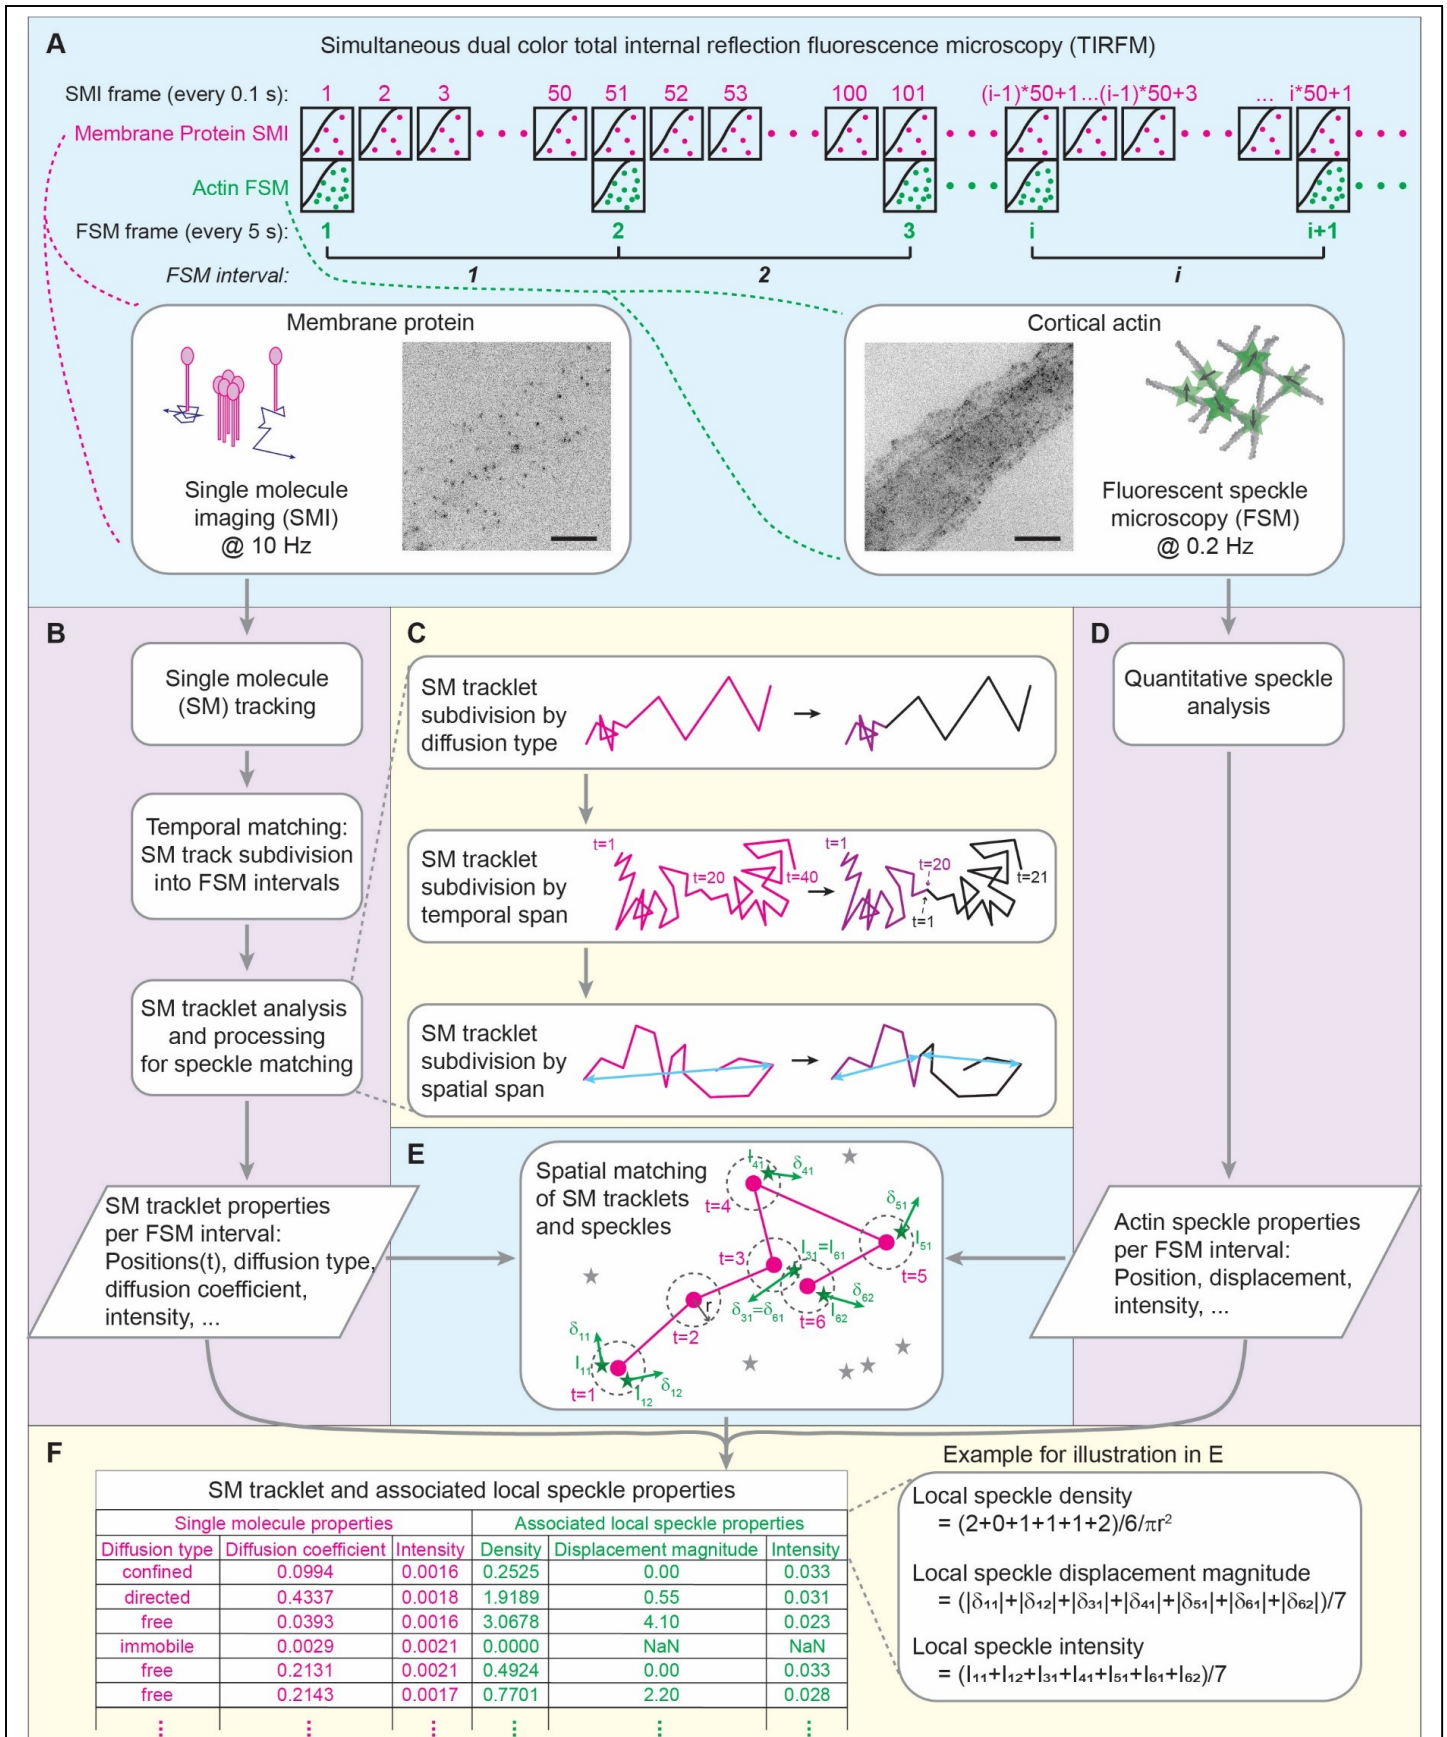 A
Simultaneous dual color total internal reflection fluorescence microscopy (TIRFM)
SMI frame (every 0.1 s): 1 2 3 50 51 52 53 100 101 (i-1)*50+1...(i-1)*50+3 ... i*50+1
Membrane Protein SMI
Actin FSM
FSM frame (every 5 s): 1 2 3 i i+1
FSM interval: 1 2 i
Membrane protein
Single molecule
imaging (SMI)
@ 10 Hz
Cortical actin
Fluorescent speckle
microscopy (FSM)
@ 0.2 Hz
B
Single molecule
(SM) tracking
Temporal matching:
SM track subdivision
into FSM intervals
SM tracklet analysis
and processing
for speckle matching
SM tracklet properties
per FSM interval:
Positions(t), diffusion type,
diffusion coefficient,
intensity, ...
C
SM tracklet
subdivision by
diffusion type
SM tracklet
subdivision by
temporal span
t=1
t=20
t=40
t=1
t=20
t=1
t=21
SM tracklet
subdivision by
spatial span
D
Quantitative speckle
analysis
Actin speckle properties
per FSM interval:
Position, displacement,
intensity, ...
E
Spatial matching
of SM tracklets
and speckles
I₄₁ δ₄₁
t=4
δ₅₁
I₅₁
t=5
t=3
I₃₁=I₆₁
δ₃₁=δ₆₁
δ₆₂
I₆₂
t=6
r
t=2
δ₁₁
I₁₁
t=1
I₁₂
δ₁₂
F
SM tracklet and associated local speckle properties
Single molecule properties Associated local speckle properties
Diffusion type Diffusion coefficient Intensity Density Displacement magnitude Intensity
confined 0.0994 0.0016 0.2525 0.00 0.033
directed 0.4337 0.0018 1.9189 0.55 0.031
free 0.0393 0.0016 3.0678 4.10 0.023
immobile 0.0029 0.0021 0.0000 NaN NaN
free 0.2131 0.0021 0.4924 0.00 0.033
free 0.2143 0.0017 0.7701 2.20 0.028
Example for illustration in E
Local speckle density
= (2+0+1+1+1+2)/6/πr²
Local speckle displacement magnitude
= (|δ₁₁|+|δ₁₂|+|δ₃₁|+|δ₄₁|+|δ₅₁|+|δ₆₁|+|δ₆₂|)/7
Local speckle intensity
= (I₁₁+I₁₂+I₃₁+I₄₁+I₅₁+I₆₁+I₆₂)/7